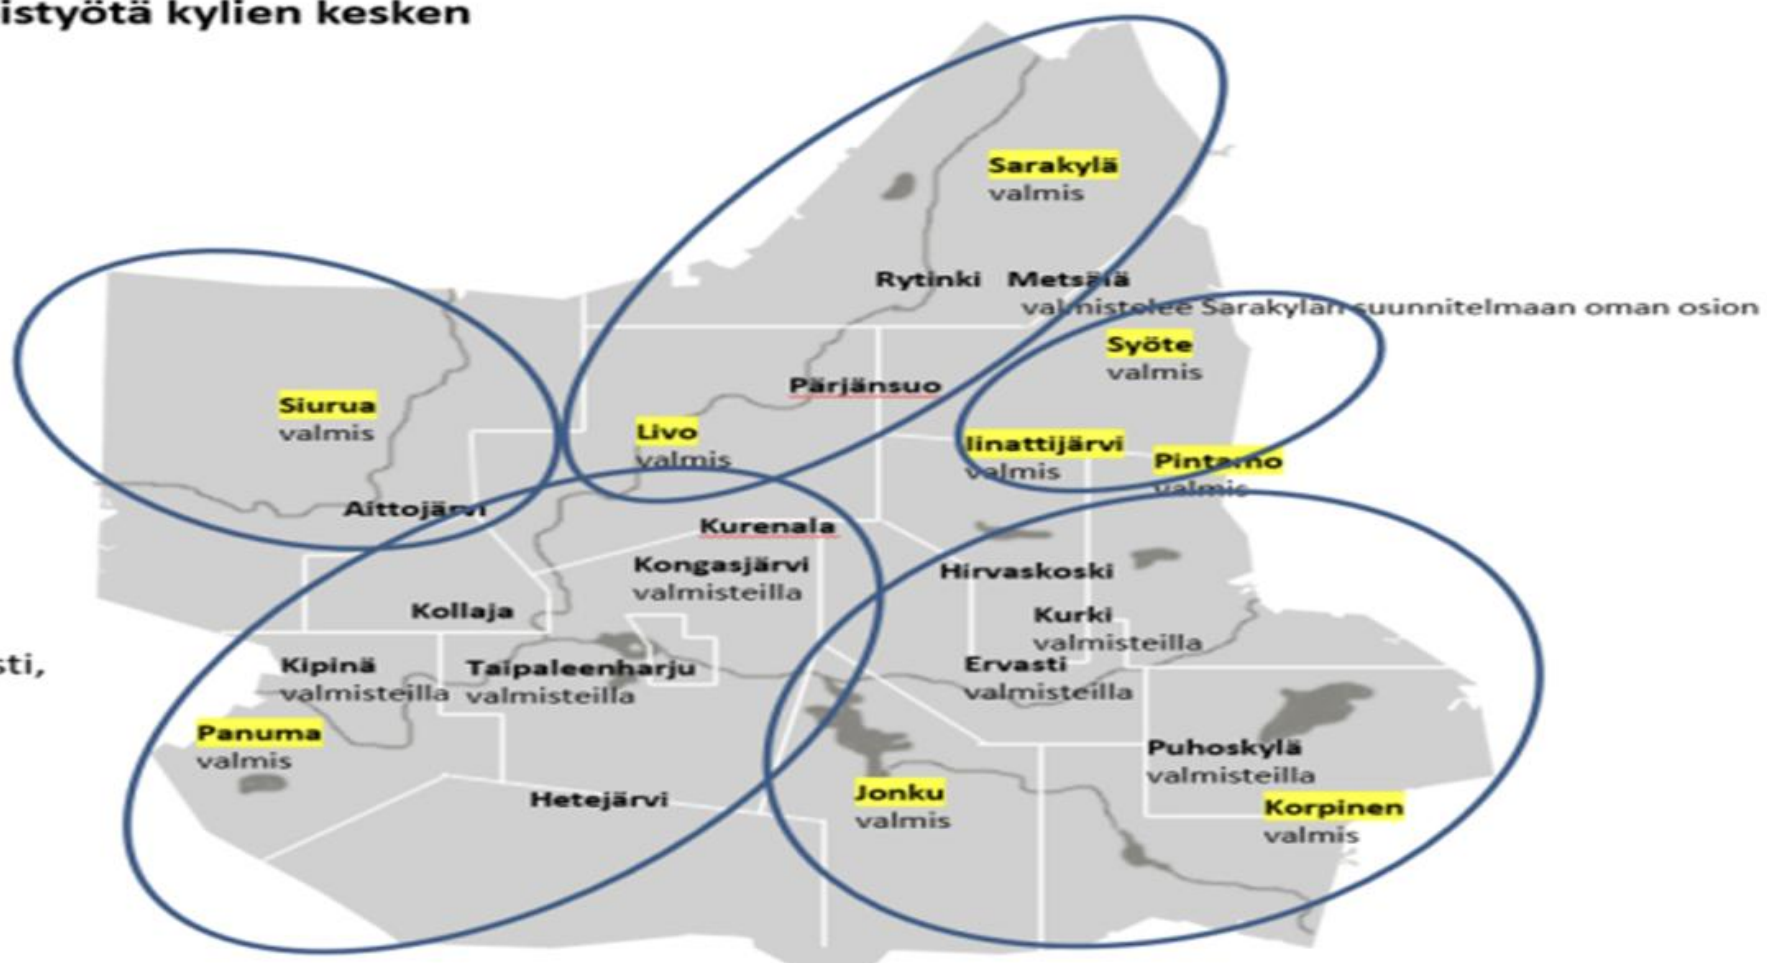 istyötä kylien kesken
Sarakylä
valmis
Rytinki Metsälä
valmistelee Sarakylän suunnitelmaan oman osion
Syöte
valmis
Pärjänsuo
Siurua
valmis
Livo
valmis
Iinattijärvi
valmis
Pintamo
valmis
Aittojärvi
Kurenala
Kongasjärvi
valmisteilla
Hirvaskoski
Kollaja
Kurki
valmisteilla
sti,
Kipinä
valmisteilla
Taipaleenharju
valmisteilla
Ervasti
valmisteilla
Panuma
valmis
Puhoskylä
valmisteilla
Hetejärvi
Jonku
valmis
Korpinen
valmis